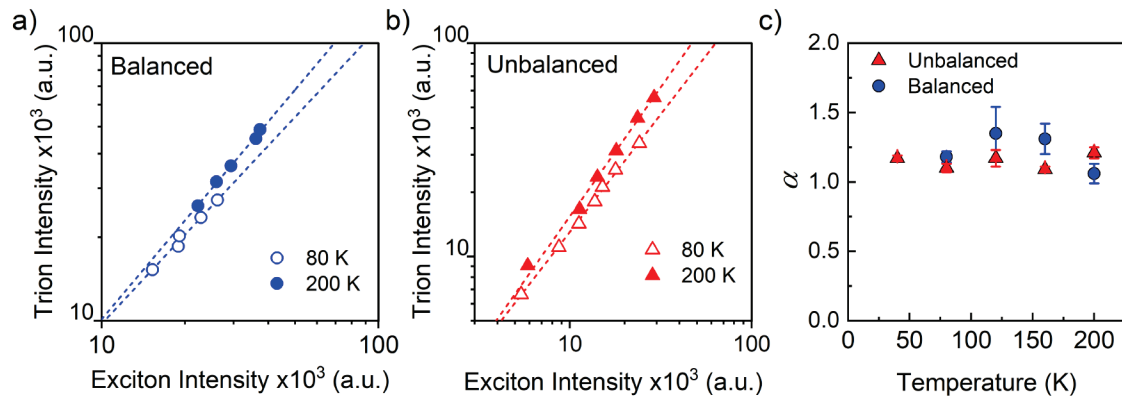 a)
100
Balanced
80 K
200 K
10
10
100
Trion Intensity x10³ (a.u.)
Exciton Intensity x10³ (a.u.)
b)
100
Unbalanced
80 K
200 K
10
10
100
Trion Intensity x10³ (a.u.)
Exciton Intensity x10³ (a.u.)
c)
2.0
Unbalanced
Balanced
1.5
1.0
0.5
0.0
0
50
100
150
200
α
Temperature (K)